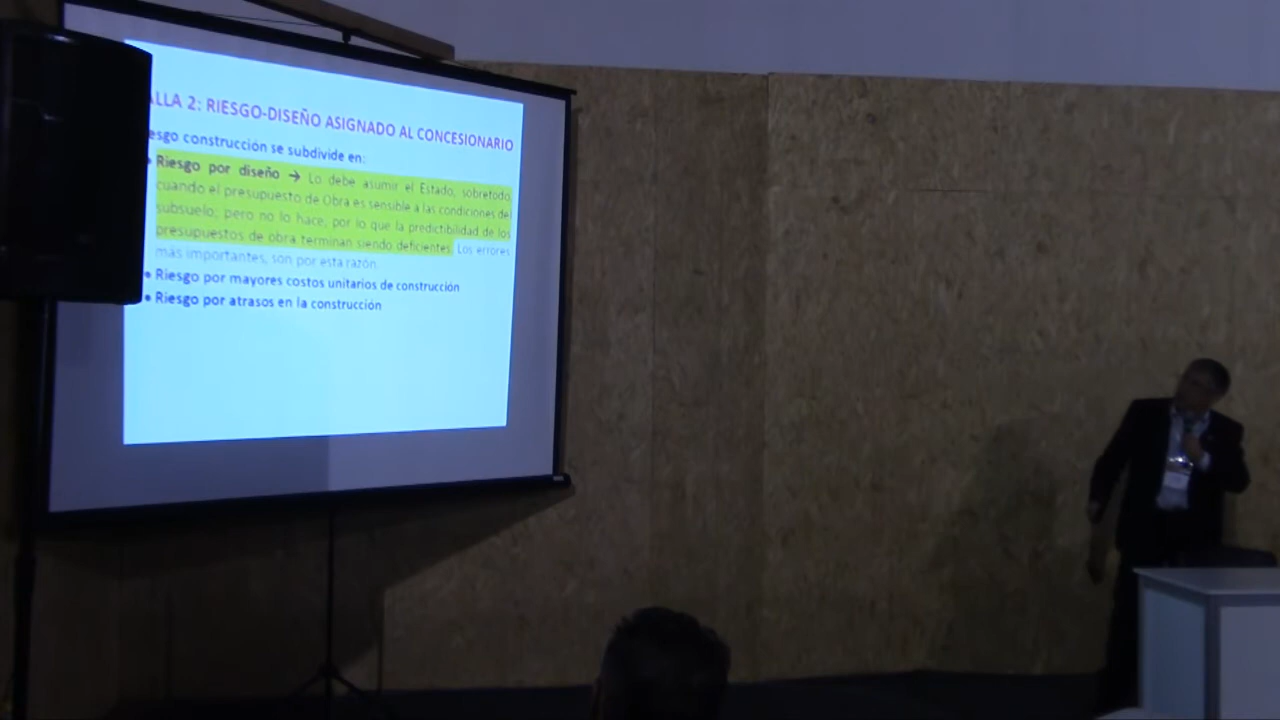 LLA 2: RIESGO-DISEÑO ASIGNADO AL CONCESIONARIO
esgo construcción se subdivide en:
• Riesgo por diseño → Lo debe asumir el Estado, sobretodo
cuando el presupuesto de Obra es sensible a las condiciones del
subsuelo; pero no lo hace, por lo que la predictibilidad de los
presupuestos de obra terminan siendo deficientes. Los errores
más importantes, son por esta razón.
• Riesgo por mayores costos unitarios de construcción
• Riesgo por atrasos en la construcción